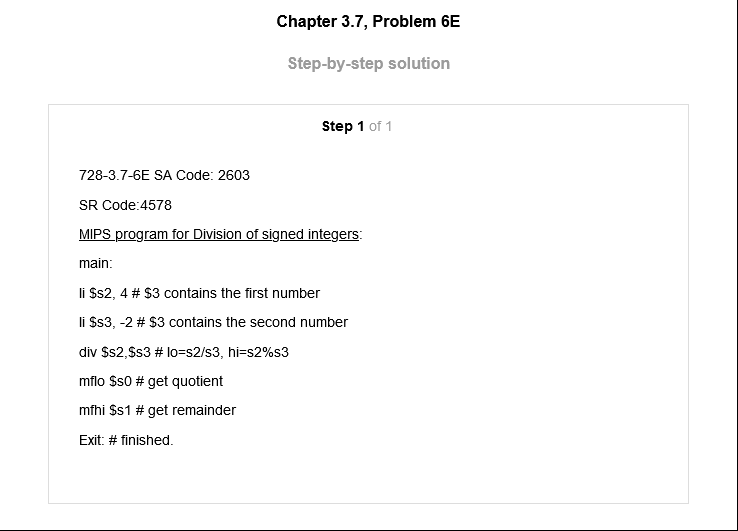 Chapter 3.7, Problem 6E
Step-by-step solution
Step 1 of 1
728-3.7-6E SA Code: 2603
SR Code:4578
MIPS program for Division of signed integers:
main:
li $s2, 4 # $3 contains the first number
li $s3, -2 # $3 contains the second number
div $s2,$s3 # lo=s2/s3, hi=s2%s3
mflo $s0 # get quotient
mfhi $s1 # get remainder
Exit: # finished.